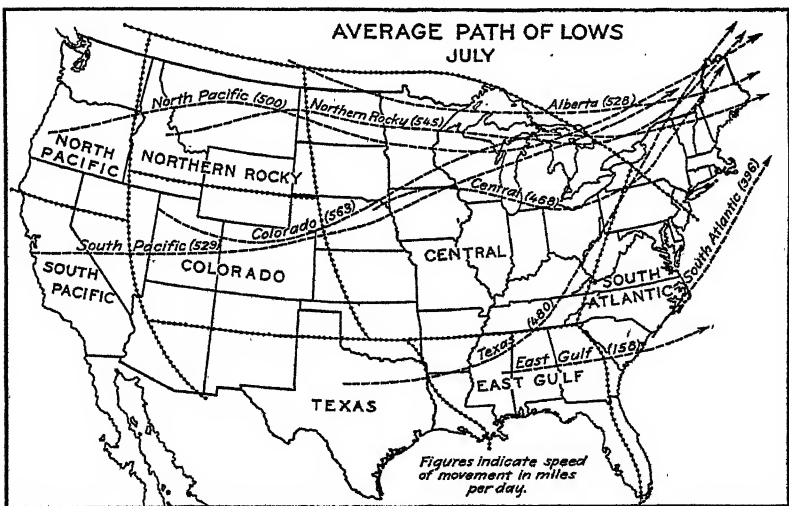 AVERAGE PATH OF LOWS
JULY
North Pacific (500)
Northern Rocky (545)
Alberta (528)
NORTH
PACIFIC
NORTHERN ROCKY
Central (468)
Colorado (563)
South Pacific (529)
South Atlantic (396)
SOUTH
PACIFIC
COLORADO
CENTRAL
SOUTH
ATLANTIC
Texas (480)
East Gulf (156)
EAST GULF
TEXAS
Figures indicate speed
of movement in miles
per day.